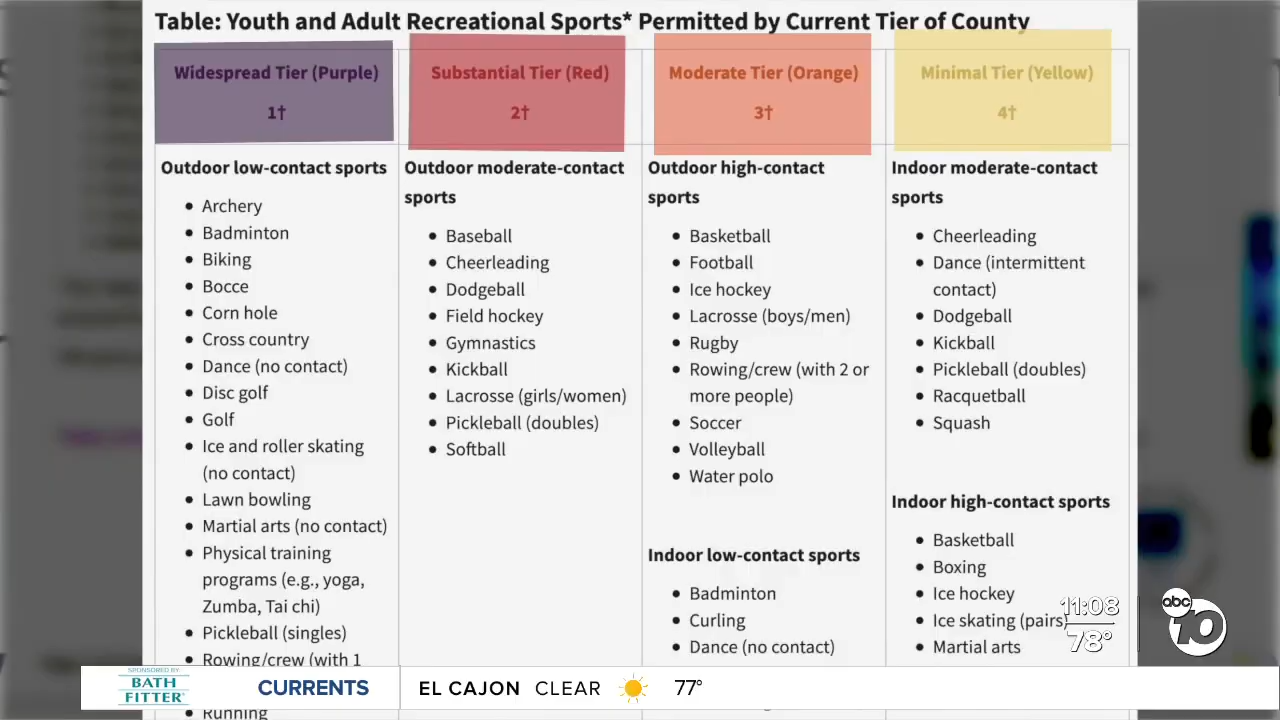 Table: Youth and Adult Recreational Sports* Permitted by Current Tier of County
Widespread Tier (Purple)
1†
Substantial Tier (Red)
2†
Moderate Tier (Orange)
3†
Minimal Tier (Yellow)
4†
Outdoor low-contact sports
Archery
Badminton
Biking
Bocce
Corn hole
Cross country
Dance (no contact)
Disc golf
Golf
Ice and roller skating
(no contact)
Lawn bowling
Martial arts (no contact)
Physical training
programs (e.g., yoga,
Zumba, Tai chi)
Pickleball (singles)
Rowing/crew (with 1
Running
Outdoor moderate-contact
sports
Baseball
Cheerleading
Dodgeball
Field hockey
Gymnastics
Kickball
Lacrosse (girls/women)
Pickleball (doubles)
Softball
Outdoor high-contact
sports
Basketball
Football
Ice hockey
Lacrosse (boys/men)
Rugby
Rowing/crew (with 2 or
more people)
Soccer
Volleyball
Water polo
Indoor low-contact sports
Badminton
Curling
Dance (no contact)
Indoor moderate-contact
sports
Cheerleading
Dance (intermittent
contact)
Dodgeball
Kickball
Pickleball (doubles)
Racquetball
Squash
Indoor high-contact sports
Basketball
Boxing
Ice hockey
Ice skating (pairs)
Martial arts
11:08
78°
abc
10
SPONSORED BY
BATH
FITTER®
CURRENTS
EL CAJON CLEAR 77°